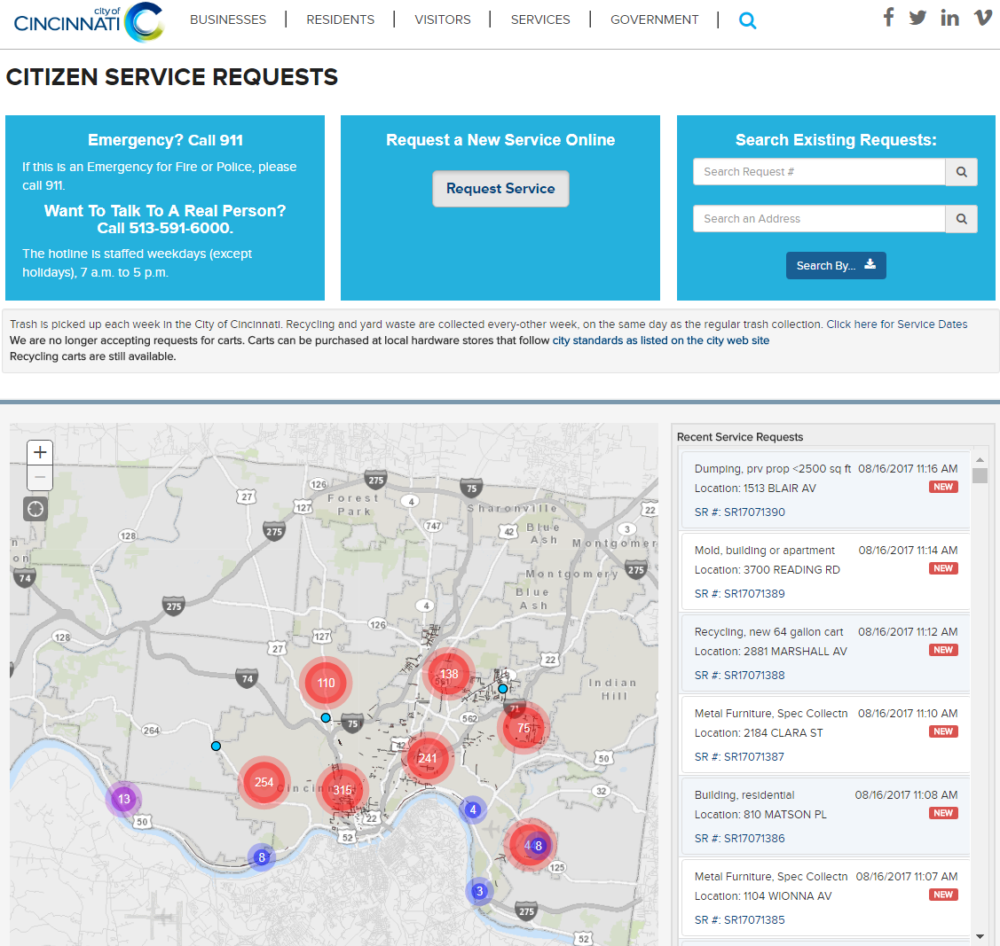 city of
CINCINNATI
BUSINESSES
RESIDENTS
VISITORS
SERVICES
GOVERNMENT
CITIZEN SERVICE REQUESTS
Emergency? Call 911
If this is an Emergency for Fire or Police, please
call 911.
Want To Talk To A Real Person?
Call 513-591-6000.
The hotline is staffed weekdays (except
holidays), 7 a.m. to 5 p.m.
Request a New Service Online
Request Service
Search Existing Requests:
Search Request #
Search an Address
Search By...
Trash is picked up each week in the City of Cincinnati. Recycling and yard waste are collected every-other week, on the same day as the regular trash collection. Click here for Service Dates
We are no longer accepting requests for carts. Carts can be purchased at local hardware stores that follow city standards as listed on the city web site
Recycling carts are still available.
+
−
126
275
75
27
127
Forest
Park
4
Sharonville
22
275
747
42
Blue
Ash
3
128
Montgomer
on
74
Montgomery
275
Blue
Ash
275
4
128
127
126
27
22
74
110
138
Indian
Hill
71
264
75
562
75
42
241
50
254
Cincinn
315
32
13
50
22
4
52
8
8
125
3
275
52
Recent Service Requests
Dumping, prv prop <2500 sq ft 08/16/2017 11:16 AM
Location: 1513 BLAIR AV NEW
SR #: SR17071390
Mold, building or apartment 08/16/2017 11:14 AM
Location: 3700 READING RD NEW
SR #: SR17071389
Recycling, new 64 gallon cart 08/16/2017 11:12 AM
Location: 2881 MARSHALL AV NEW
SR #: SR17071388
Metal Furniture, Spec Collectn 08/16/2017 11:10 AM
Location: 2184 CLARA ST NEW
SR #: SR17071387
Building, residential 08/16/2017 11:08 AM
Location: 810 MATSON PL NEW
SR #: SR17071386
Metal Furniture, Spec Collectn 08/16/2017 11:07 AM
Location: 1104 WIONNA AV NEW
SR #: SR17071385